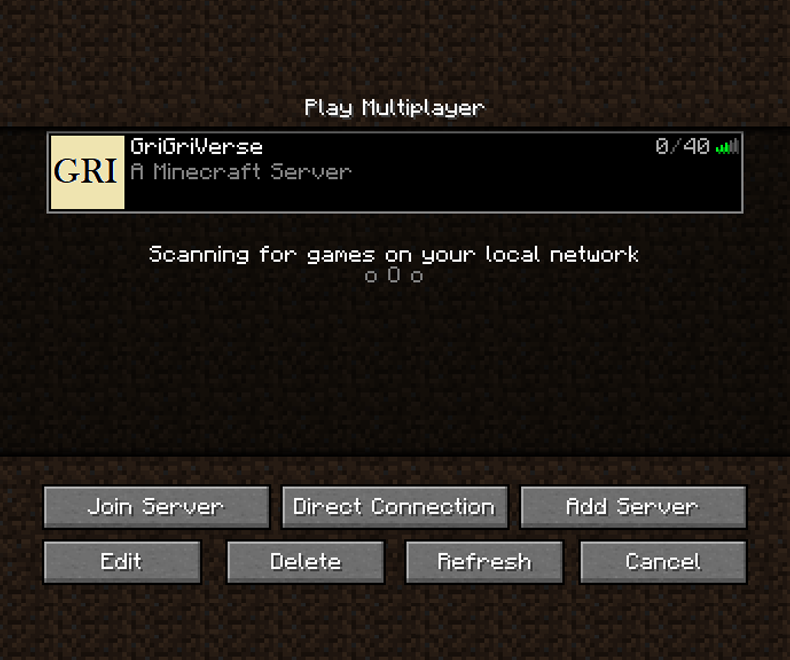 Play Multiplayer
GRI
GriGriVerse 0/40
A Minecraft Server
Scanning for games on your local network
o O o
Join Server Direct Connection Add Server
Edit Delete Refresh Cancel